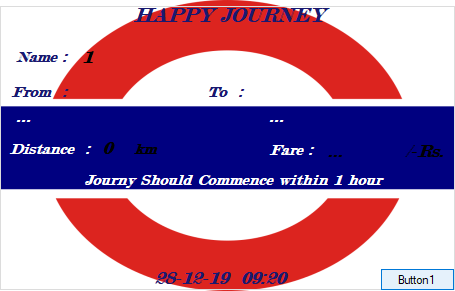 HAPPY JOURNEY
Name : 1
From : To :
--- ---
Distance : 0 km Fare : ... /-Rs.
Journy Should Commence within 1 hour
28-12-19 09:20
Button1